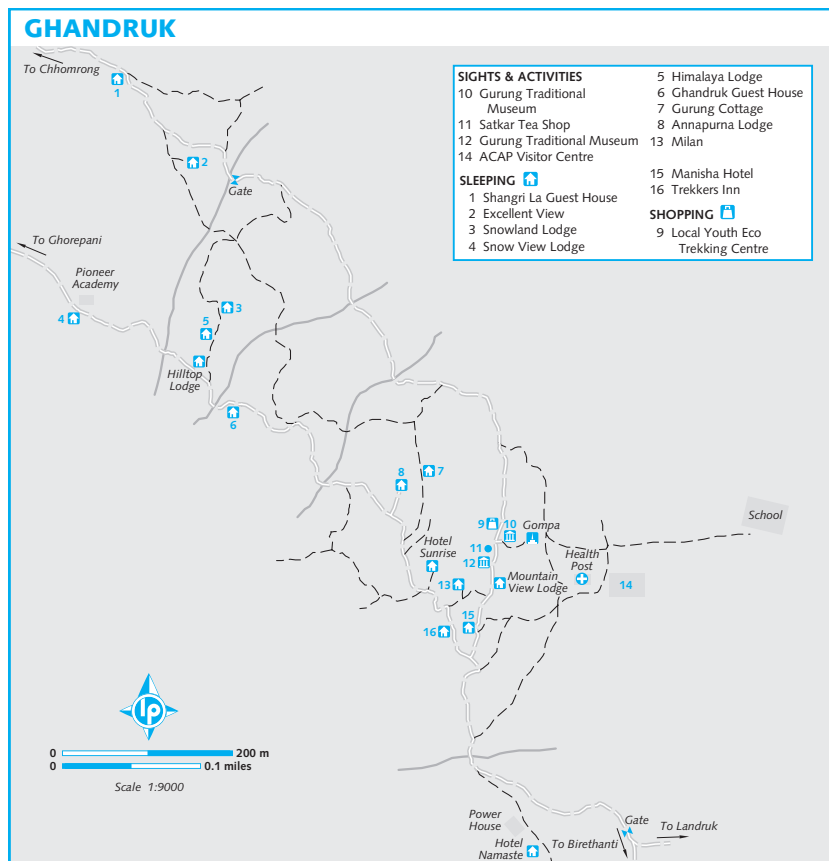 GHANDRUK
To Chhomrong
1
2
Gate
SIGHTS & ACTIVITIES
10 Gurung Traditional
Museum
11 Satkar Tea Shop
12 Gurung Traditional Museum
14 ACAP Visitor Centre
SLEEPING
1 Shangri La Guest House
2 Excellent View
3 Snowland Lodge
4 Snow View Lodge
5 Himalaya Lodge
6 Ghandruk Guest House
7 Gurung Cottage
8 Annapurna Lodge
13 Milan
15 Manisha Hotel
16 Trekkers Inn
SHOPPING
9 Local Youth Eco
Trekking Centre
To Ghorepani
Pioneer
Academy
4
3
5
Hilltop
Lodge
6
8
7
9
10
Gompa
School
Hotel
Sunrise
11
12
Health
Post
13
Mountain
View Lodge
14
15
16
lp
0 200 m
0 0.1 miles
Scale 1:9000
Power
House
Hotel
Namaste
Gate
To Landruk
To Birethanti